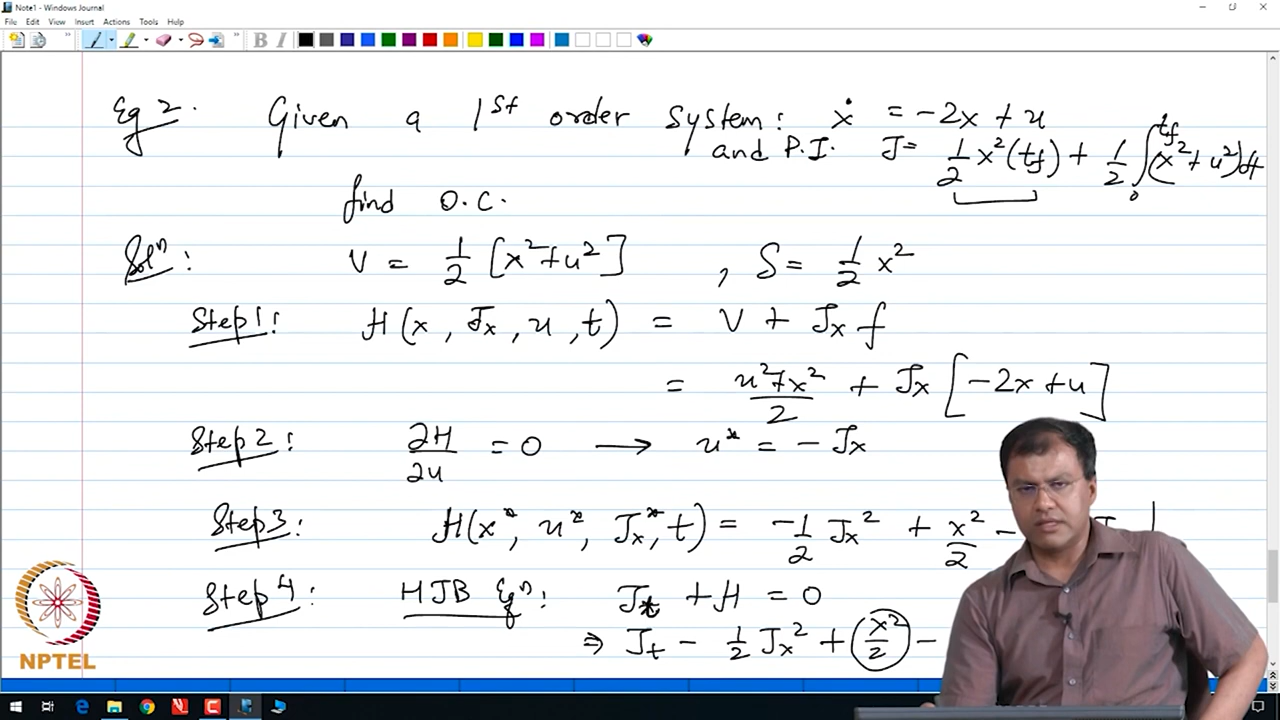 Note1 - Windows Journal
File Edit View Insert Actions Tools Help
B I
Eg 2. Given a 1st order system: ẋ = -2x + u
and P.I. J = 1/2 x²(tf) + 1/2 ∫₀^tf (x² + u²) dt
find O.C.
Solⁿ: V = 1/2 [x² + u²] , S = 1/2 x²
Step 1: H(x, Jx, u, t) = V + Jx f
= (u² + x²)/2 + Jx [-2x + u]
Step 2: ∂H/∂u = 0 → u* = - Jx
Step 3: H(x*, u*, Jx*, t) = -1/2 Jx² + x²/2 -
Step 4: HJB Eqⁿ: Jt + H = 0
⇒ Jt - 1/2 Jx² + x²/2 -
NPTEL